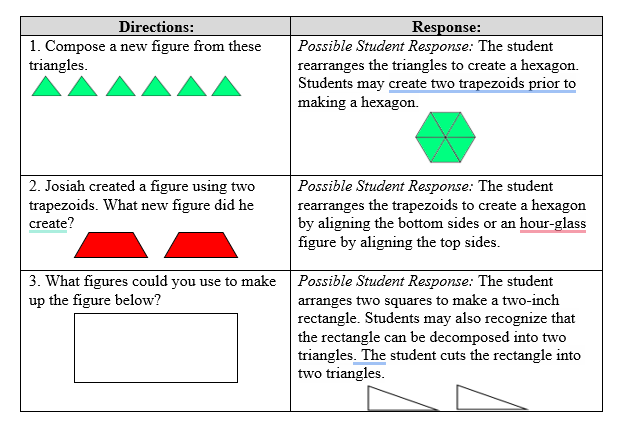 Directions:
Response:
1. Compose a new figure from these
triangles.
Possible Student Response: The student
rearranges the triangles to create a hexagon.
Students may create two trapezoids prior to
making a hexagon.
2. Josiah created a figure using two
trapezoids. What new figure did he
create?
Possible Student Response: The student
rearranges the trapezoids to create a hexagon
by aligning the bottom sides or an hour-glass
figure by aligning the top sides.
3. What figures could you use to make
up the figure below?
Possible Student Response: The student
arranges two squares to make a two-inch
rectangle. Students may also recognize that
the rectangle can be decomposed into two
triangles. The student cuts the rectangle into
two triangles.